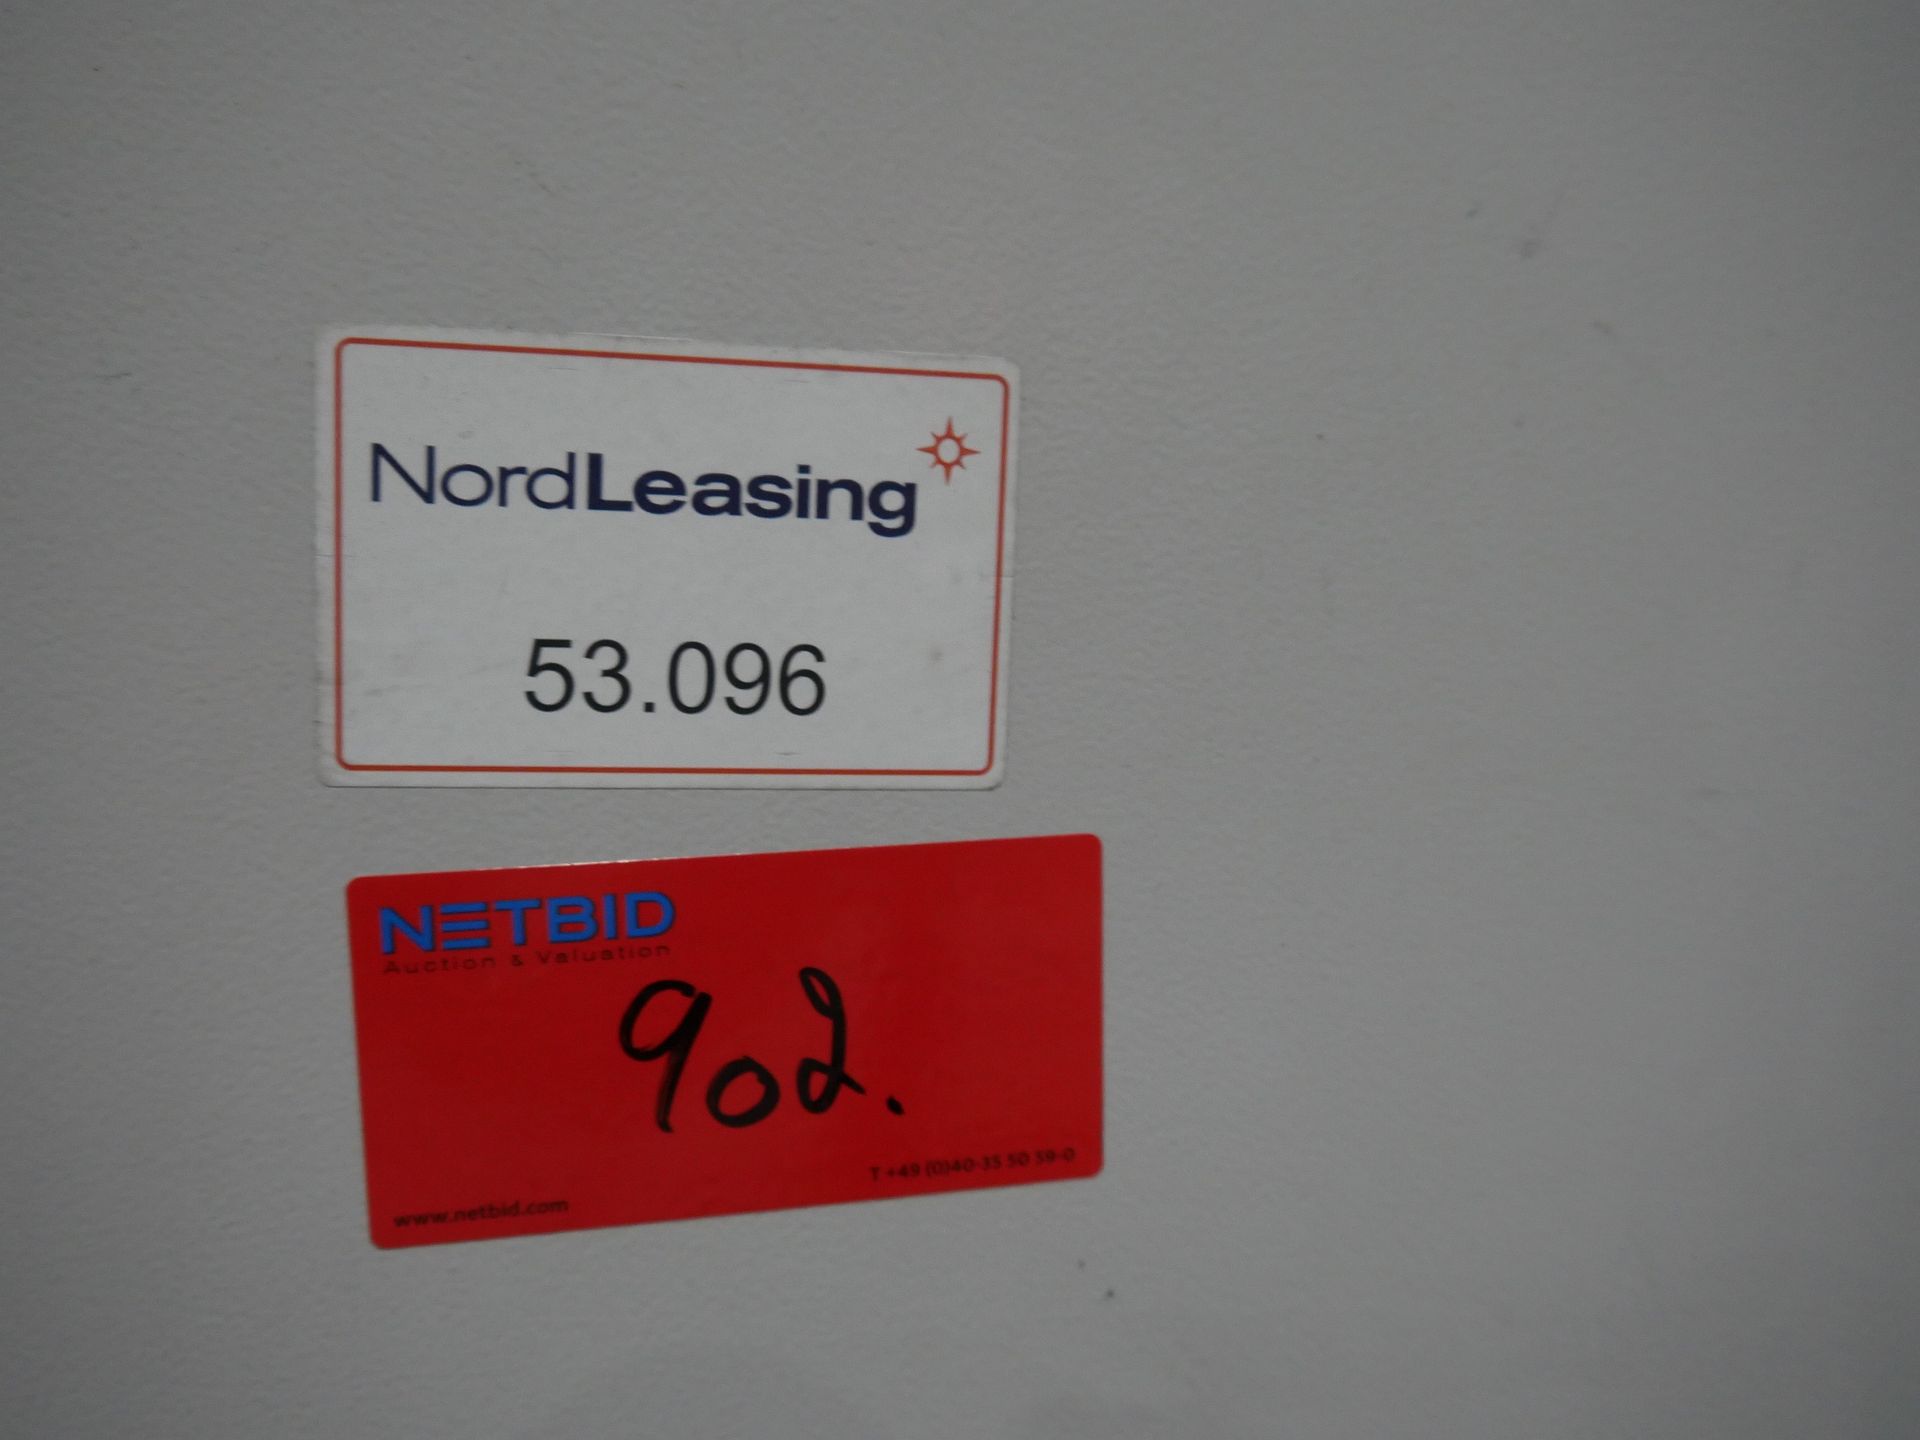 NordLeasing
53.096
NETBID
Auction & Valuation
902.
T +49 (0)40-35 50 59-0
www.netbid.com